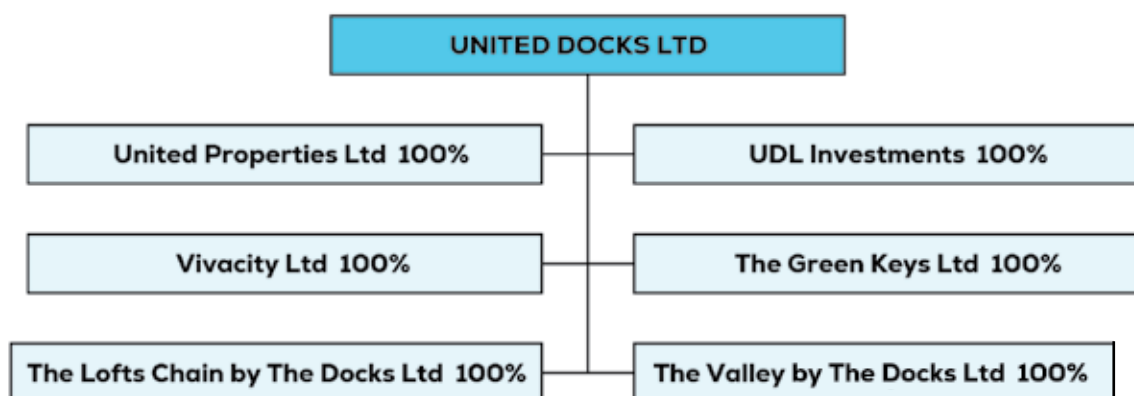 UNITED DOCKS LTD
United Properties Ltd 100%
UDL Investments 100%
Vivacity Ltd 100%
The Green Keys Ltd 100%
The Lofts Chain by The Docks Ltd 100%
The Valley by The Docks Ltd 100%